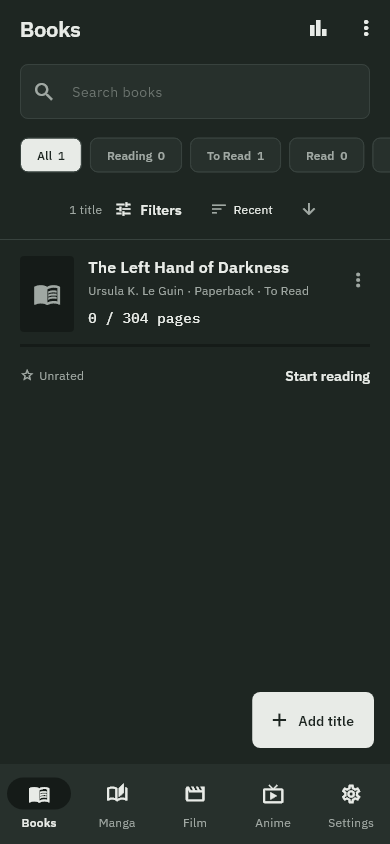 Books
Search books
All 1
Reading 0
To Read 1
Read 0
1 title
Filters
Recent
The Left Hand of Darkness
Ursula K. Le Guin · Paperback · To Read
0 / 304 pages
Unrated
Start reading
Add title
Books
Manga
Film
Anime
Settings